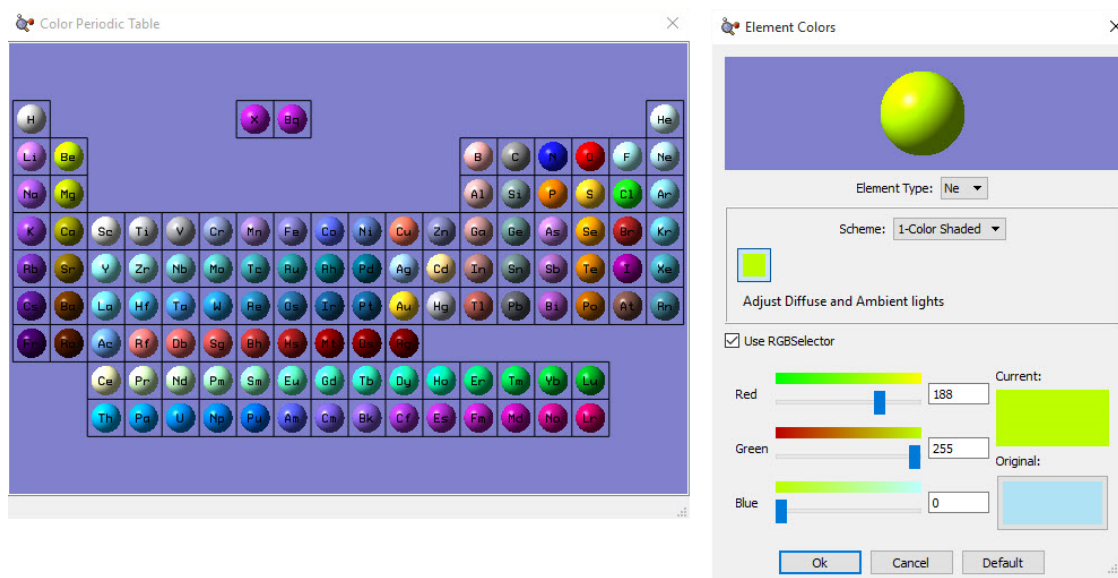 Color Periodic Table
H X Bq He
Li Be B C N O F Ne
Na Mg Al Si P S Cl Ar
K Ca Sc Ti V Cr Mn Fe Co Ni Cu Zn Ga Ge As Se Br Kr
Rb Sr Y Zr Nb Mo Tc Ru Rh Pd Ag Cd In Sn Sb Te I Xe
Cs Ba La Hf Ta W Re Os Ir Pt Au Hg Tl Pb Bi Po At Rn
Fr Ra Ac Rf Db Sg Bh Hs Mt Ds
Ce Pr Nd Pm Sm Eu Gd Tb Dy Ho Er Tm Yb Lu
Th Pa U Np Pu Am Cm Bk Cf Es Fm Md No Lr
Element Colors
Element Type: Ne
Scheme: 1-Color Shaded
Adjust Diffuse and Ambient lights
Use RGBSelector
Red 188
Green 255
Blue 0
Current:
Original:
Ok Cancel Default